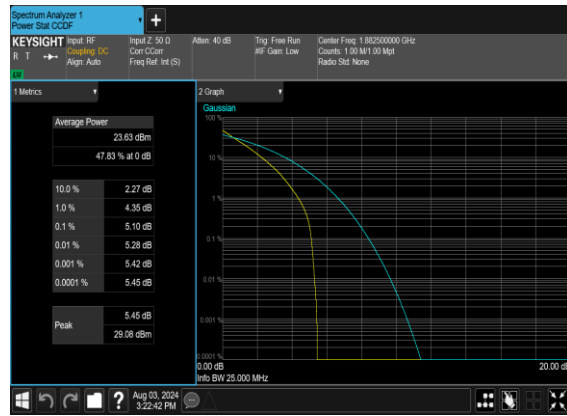 Spectrum Analyzer 1
Power Stat CCDF
KEYSIGHT
R T
Input: RF
Coupling: DC
Align: Auto
Input Z: 50 Ω
Corr CCorr
Freq Ref: Int (S)
Atten: 40 dB
Trig: Free Run
#IF Gain: Low
Center Freq: 1.882500000 GHz
Counts: 1.00 M/1.00 Mpt
Radio Std: None
1 Metrics
Average Power
23.63 dBm
47.83 % at 0 dB
10.0 % 2.27 dB
1.0 % 4.35 dB
0.1 % 5.10 dB
0.01 % 5.28 dB
0.001 % 5.42 dB
0.0001 % 5.45 dB
Peak
5.45 dB
29.08 dBm
2 Graph
Gaussian
100 %
10 %
1 %
0.1 %
0.01 %
0.001 %
0.0001 %
0.00 dB
20.00 dB
Info BW 25.000 MHz
?
Aug 03, 2024
3:22:42 PM